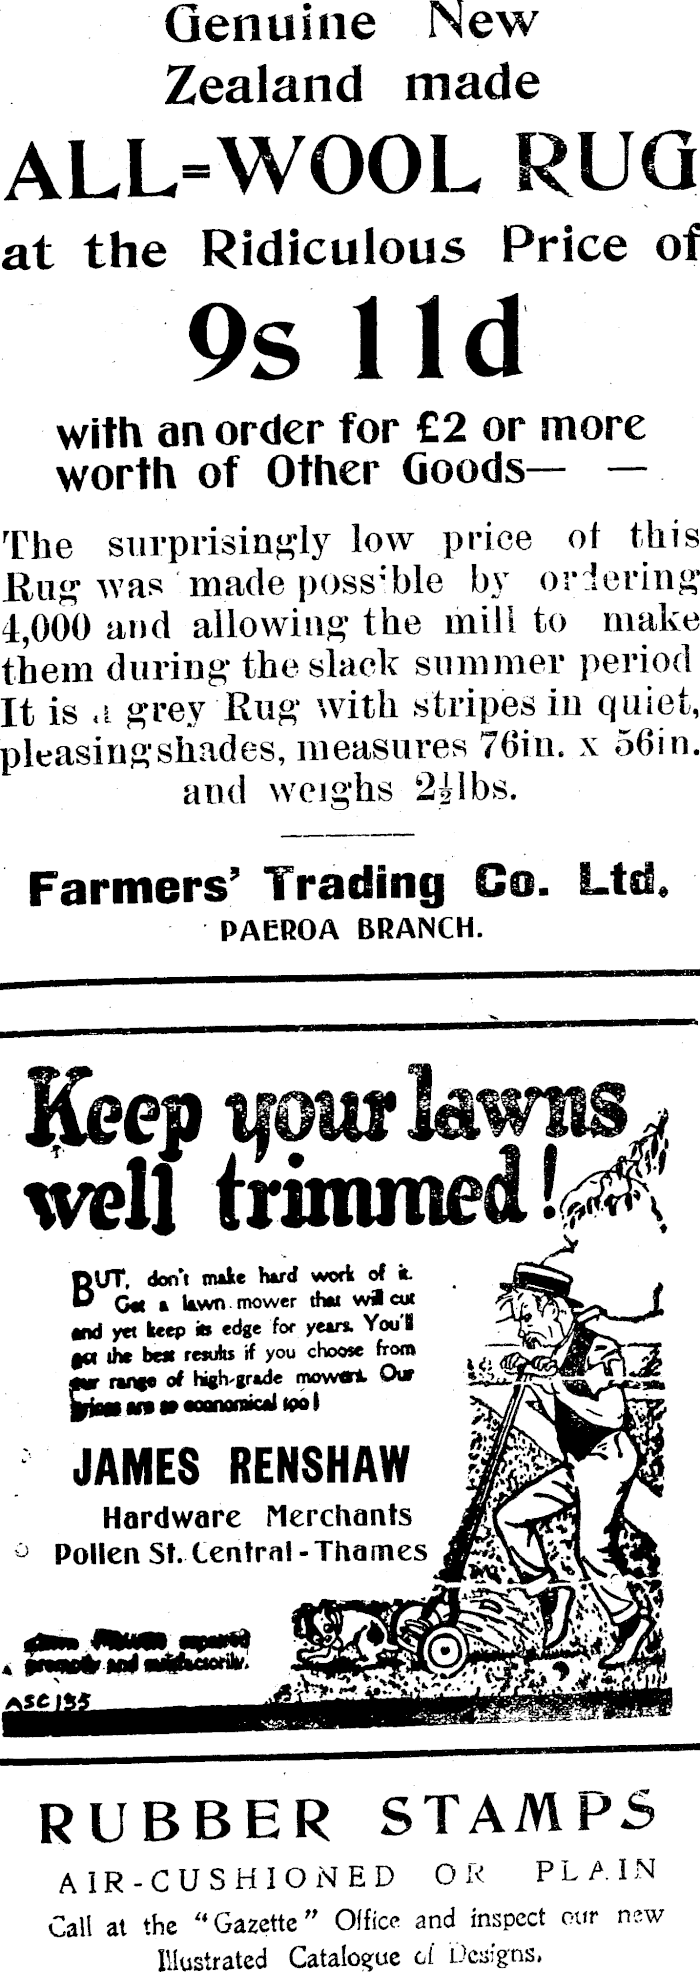 Genuine New
Zealand made
ALL=WOOL RUG
at the Ridiculous Price of
9s 11d
with an order for £2 or more
worth of Other Goods— —
The surprisingly low price of this
Rug was made possible by ordering
4,000 and allowing the mill to make
them during the slack summer period
It is a grey Rug with stripes in quiet,
pleasing shades, measures 76in. x 56in.
and weighs 2½lbs.
Farmers' Trading Co. Ltd.
PAEROA BRANCH.
Keep your lawns
well trimmed!
BUT, don't make hard work of it.
Get a lawn mower that will cut
and yet keep its edge for years. You'll
get the best results if you choose from
our range of high-grade mowers. Our
prices are so economical too!
JAMES RENSHAW
Hardware Merchants
Pollen St. Central - Thames
repaired
promptly and satisfactorily.
ASC 135
RUBBER STAMPS
AIR-CUSHIONED OR PLAIN
Call at the "Gazette" Office and inspect our new
Illustrated Catalogue of Designs.